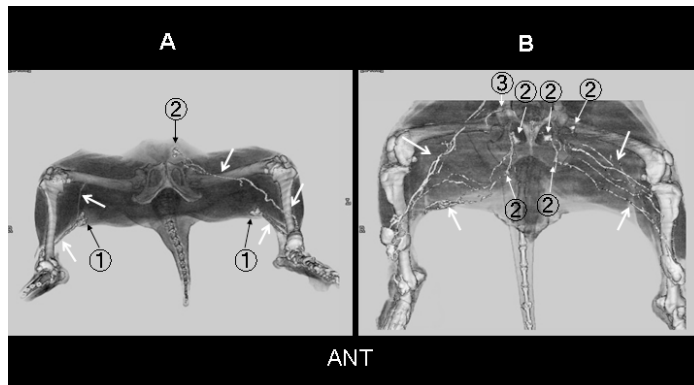 A B
③ ② ② ②
②
② ②
① ①
ANT